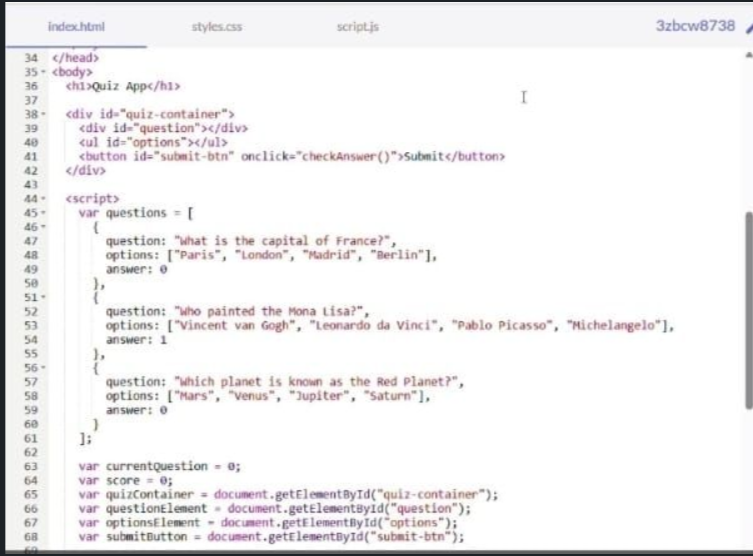 index.html styles.css script.js 3zbcw8738
34 </head>
35 <body>
36 <h1>Quiz App</h1>
37
38 <div id="quiz-container">
39 <div id="question"></div>
40 <ul id="options"></ul>
41 <button id="submit-btn" onclick="checkAnswer()">Submit</button>
42 </div>
43
44 <script>
45 var questions = [
46 {
47 question: "What is the capital of France?",
48 options: ["Paris", "London", "Madrid", "Berlin"],
49 answer: 0
50 },
51 {
52 question: "Who painted the Mona Lisa?",
53 options: ["Vincent van Gogh", "Leonardo da Vinci", "Pablo Picasso", "Michelangelo"],
54 answer: 1
55 },
56 {
57 question: "Which planet is known as the Red Planet?",
58 options: ["Mars", "Venus", "Jupiter", "Saturn"],
59 answer: 0
60 }
61 ];
62
63 var currentQuestion = 0;
64 var score = 0;
65 var quizContainer = document.getElementById("quiz-container");
66 var questionElement = document.getElementById("question");
67 var optionsElement = document.getElementById("options");
68 var submitButton = document.getElementById("submit-btn");